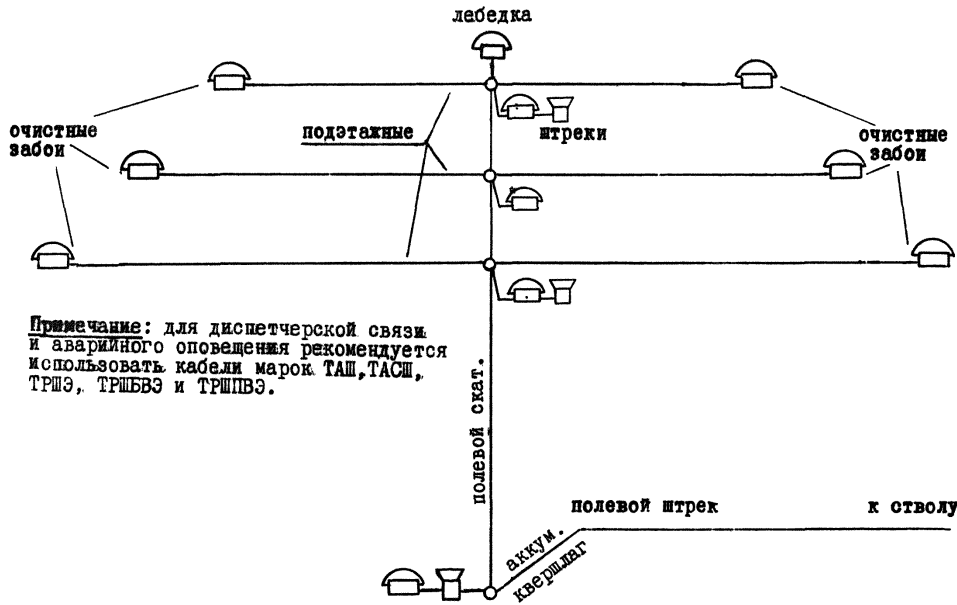 лебедка
очистные
забои
подэтажные
штреки
очистные
забои
Примечание: для диспетчерской связи
и аварийного оповещения рекомендуется
использовать кабели марок ТАШ, ТАСШ,
ТРШЭ, ТРШБВЭ и ТРШПВЭ.
полевой скат.
полевой штрек
к стволу
аккум.
квершлаг